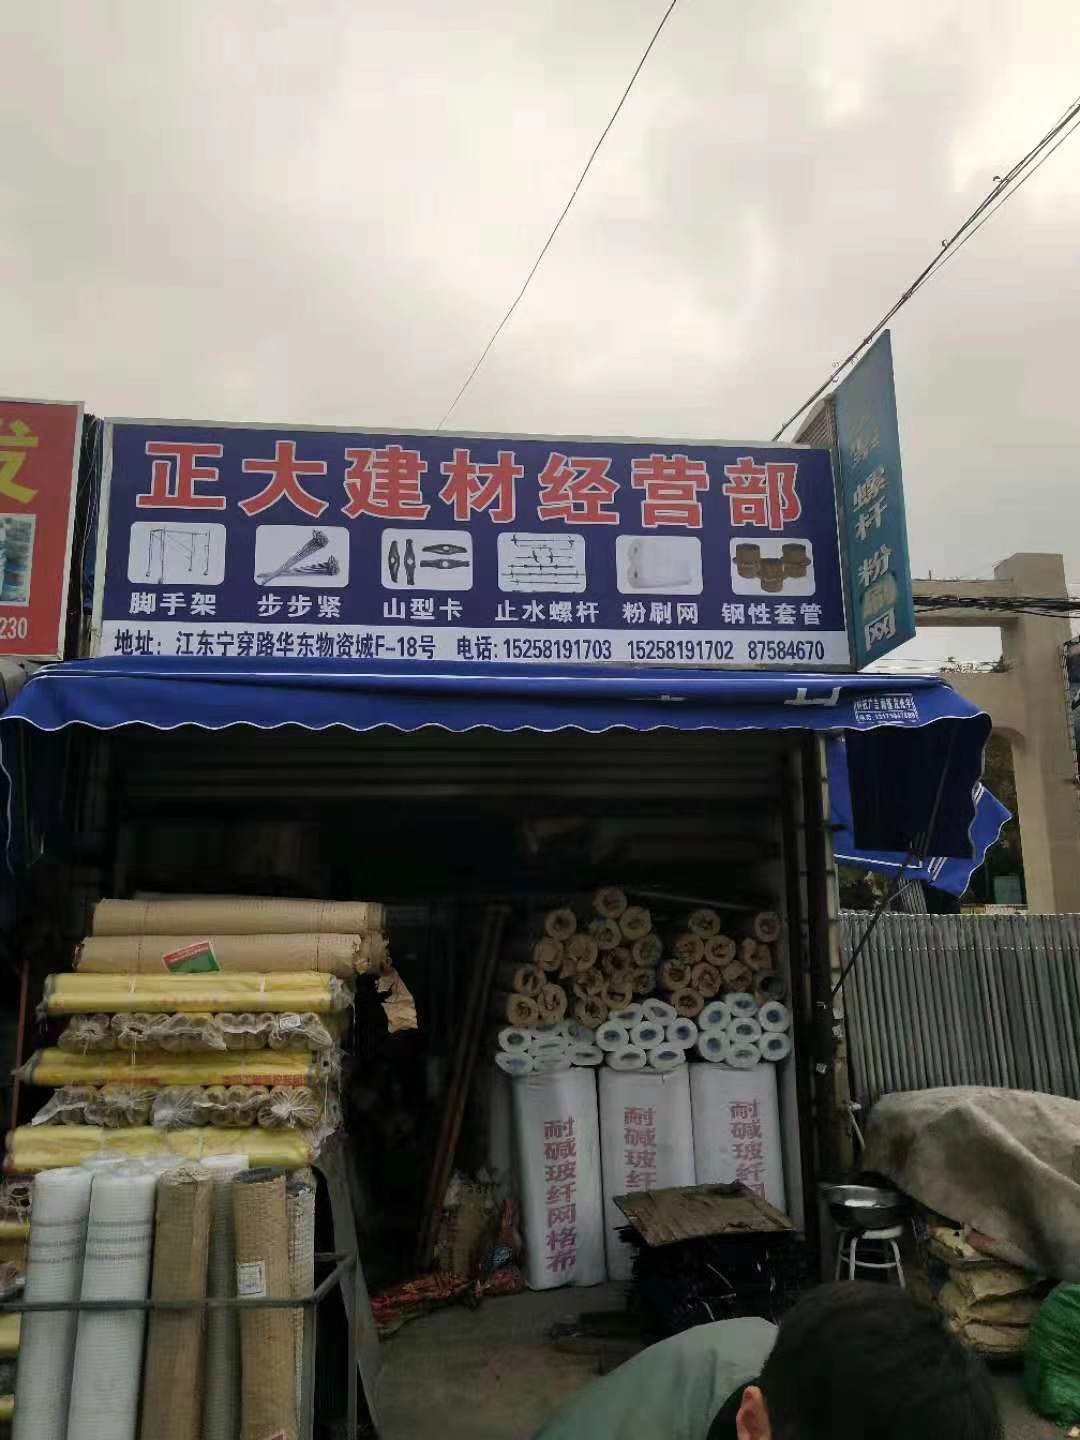 发
230
正大建材经营部
脚手架 步步紧 山型卡 止水螺杆 粉刷网 钢性套管
地址：江东宁穿路华东物资城F-18号 电话: 15258191703 15258191702 87584670
螺杆 粉刷网
耐碱玻纤网格布
耐碱玻纤
耐碱玻纤网